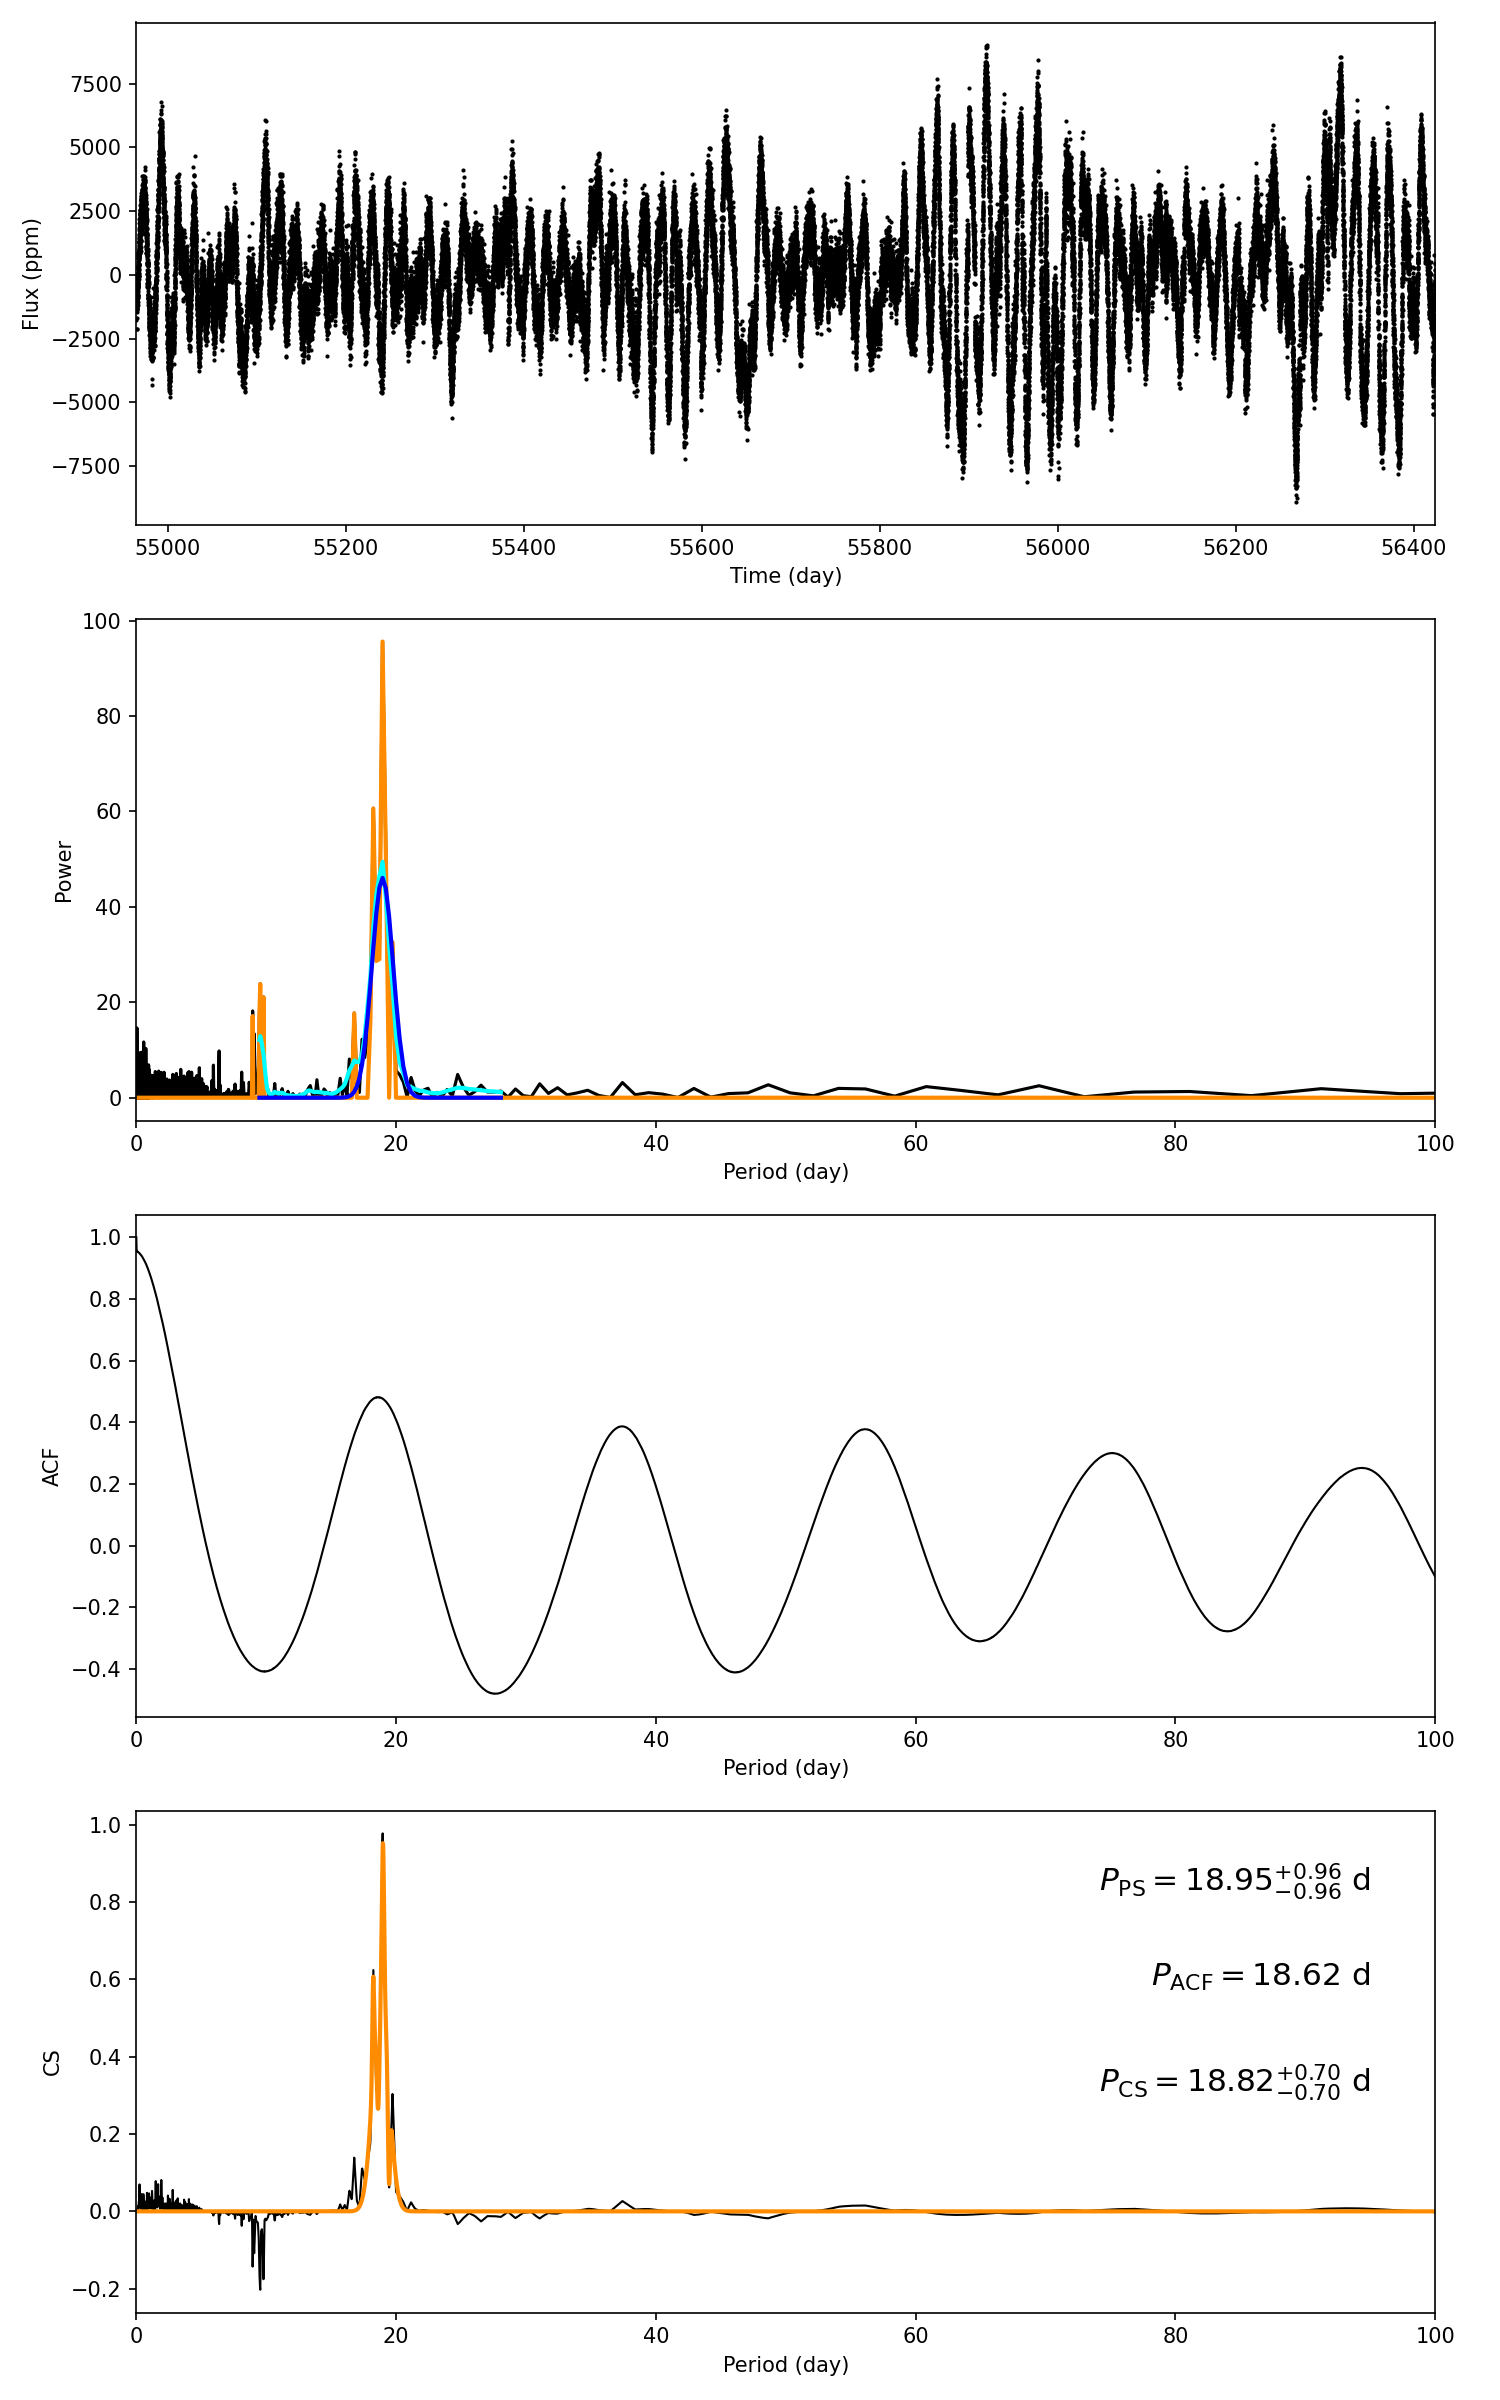 7500
5000
2500
0
−2500
−5000
−7500
Flux (ppm)
55000 55200 55400 55600 55800 56000 56200 56400
Time (day)
100
80
60
40
20
0
Power
0 20 40 60 80 100
Period (day)
1.0
0.8
0.6
0.4
0.2
0.0
−0.2
−0.4
ACF
0 20 40 60 80 100
Period (day)
1.0
0.8
0.6
0.4
0.2
0.0
−0.2
CS
P_PS = 18.95 +0.96 −0.96 d
P_ACF = 18.62 d
P_CS = 18.82 +0.70 −0.70 d
0 20 40 60 80 100
Period (day)